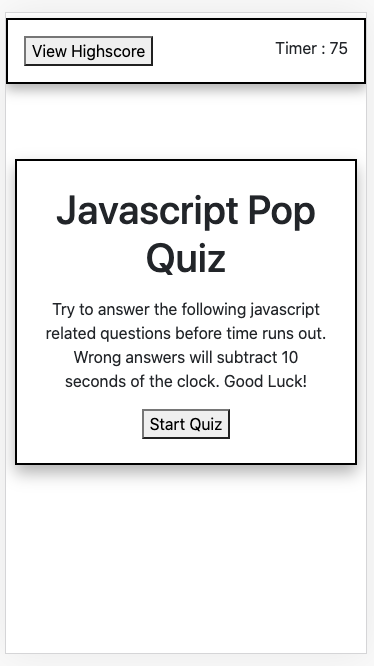 View Highscore
Timer : 75
Javascript Pop
Quiz
Try to answer the following javascript
related questions before time runs out.
Wrong answers will subtract 10
seconds of the clock. Good Luck!
Start Quiz